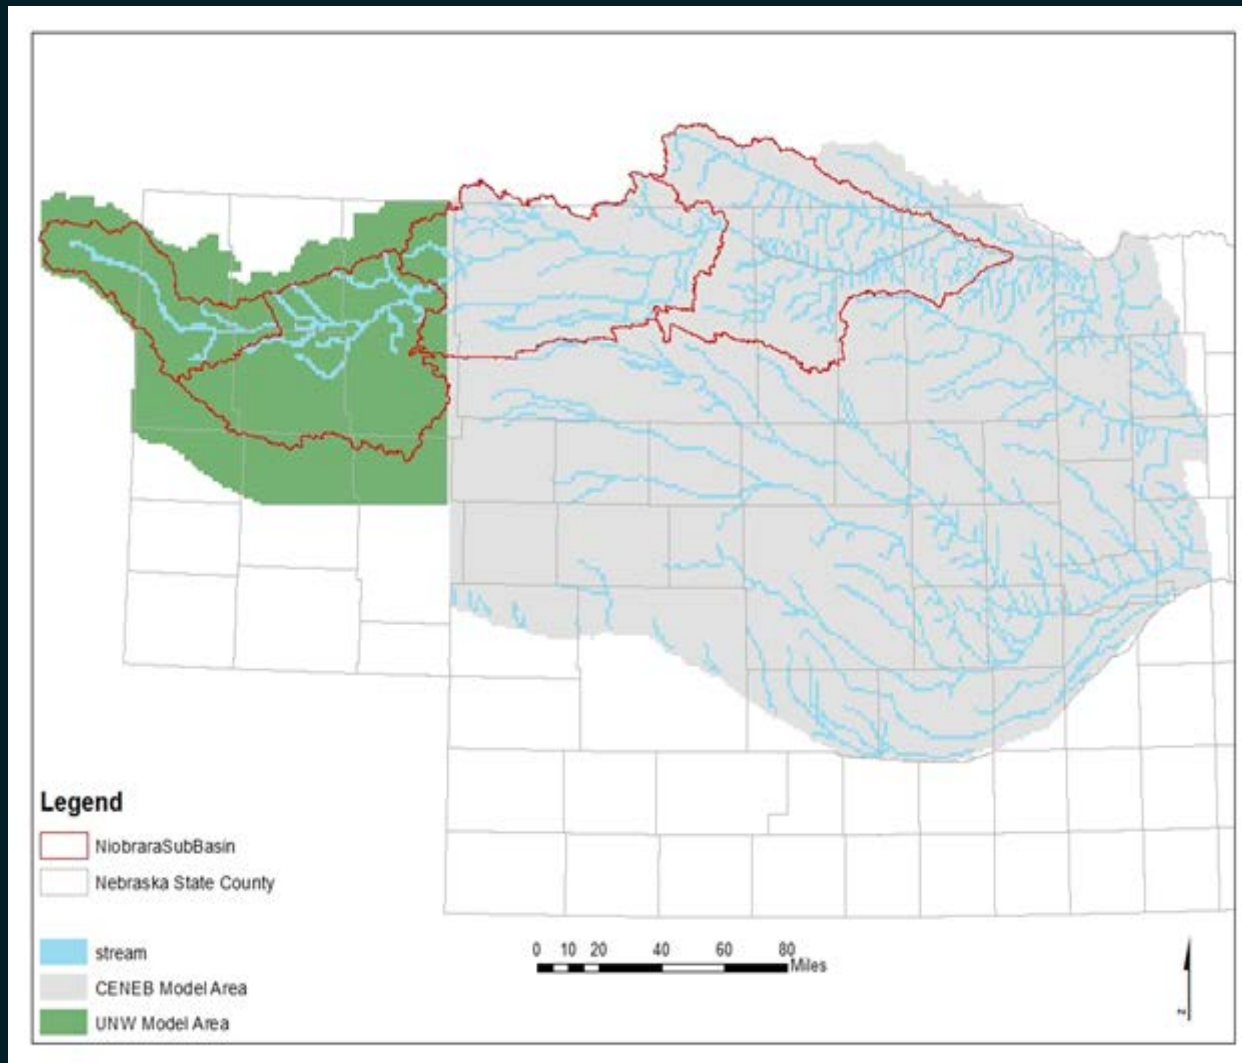 Legend
NiobraraSubBasin
Nebraska State County
stream
CENEB Model Area
UNW Model Area
0 10 20 40 60 80
Miles
N